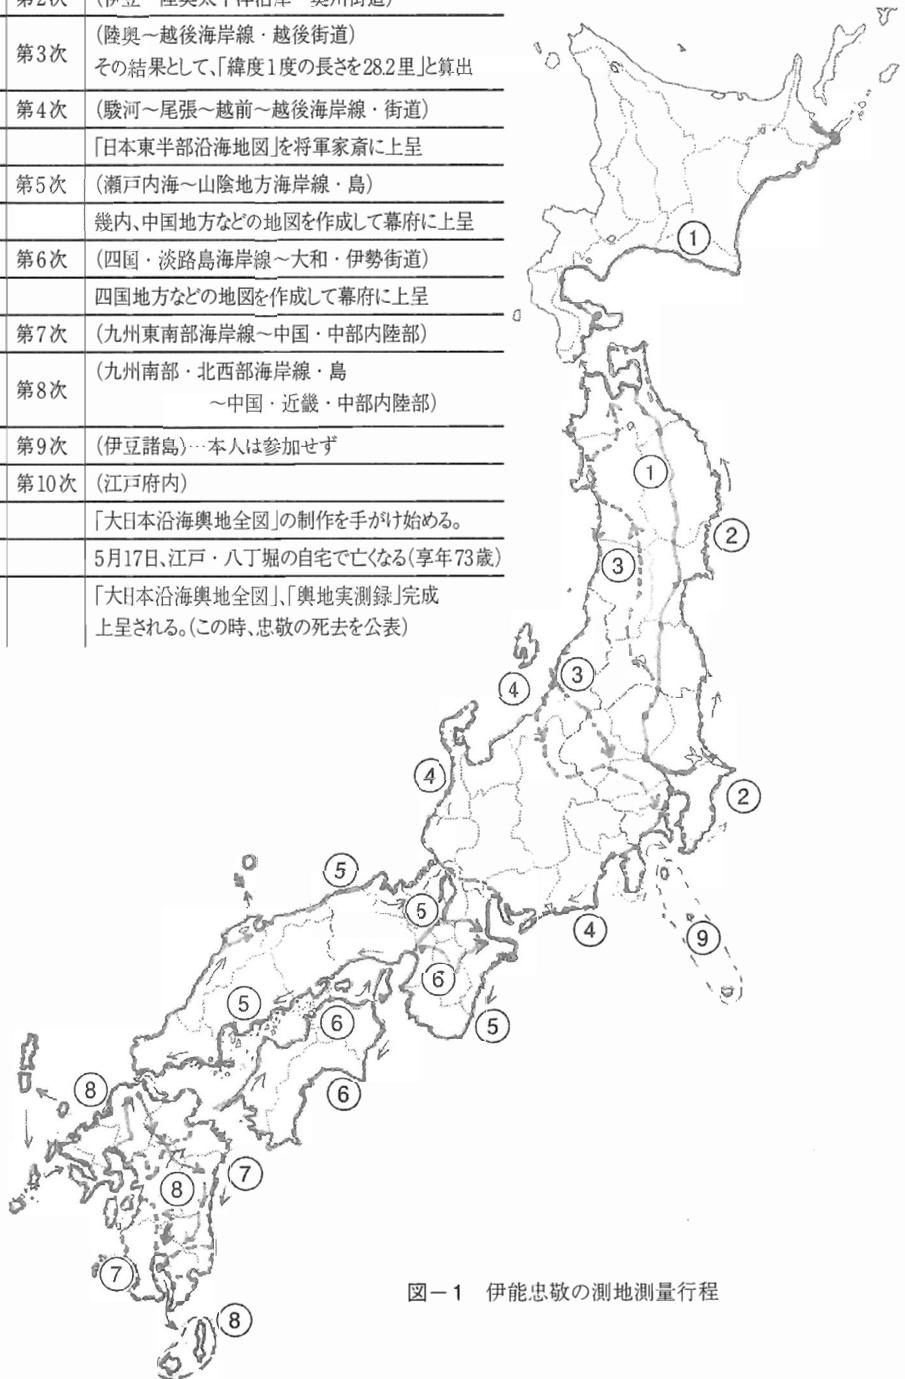 第3次 (陸奥～越後海岸線・越後街道)
その結果として、「緯度1度の長さを28.2里」と算出
第4次 (駿河～尾張～越前～越後海岸線・街道)
「日本東半部沿海地図」を将軍家斎に上呈
第5次 (瀬戸内海～山陰地方海岸線・島)
幾内、中国地方などの地図を作成して幕府に上呈
第6次 (四国・淡路島海岸線～大和・伊勢街道)
四国地方などの地図を作成して幕府に上呈
第7次 (九州東南部海岸線～中国・中部内陸部)
第8次 (九州南部・北西部海岸線・島
～中国・近畿・中部内陸部)
第9次 (伊豆諸島)…本人は参加せず
第10次 (江戸府内)
「大日本沿海輿地全図」の制作を手がけ始める。
5月17日、江戸・八丁堀の自宅で亡くなる(享年73歳)
「大日本沿海輿地全図」、「輿地実測録」完成
上呈される。(この時、忠敬の死去を公表)
①
①
②
③
③
④
④
②
⑤
⑤
④
⑨
⑥
⑤
⑤
⑥
⑥
⑧
⑦
⑧
⑦
⑧
図－1 伊能忠敬の測地測量行程